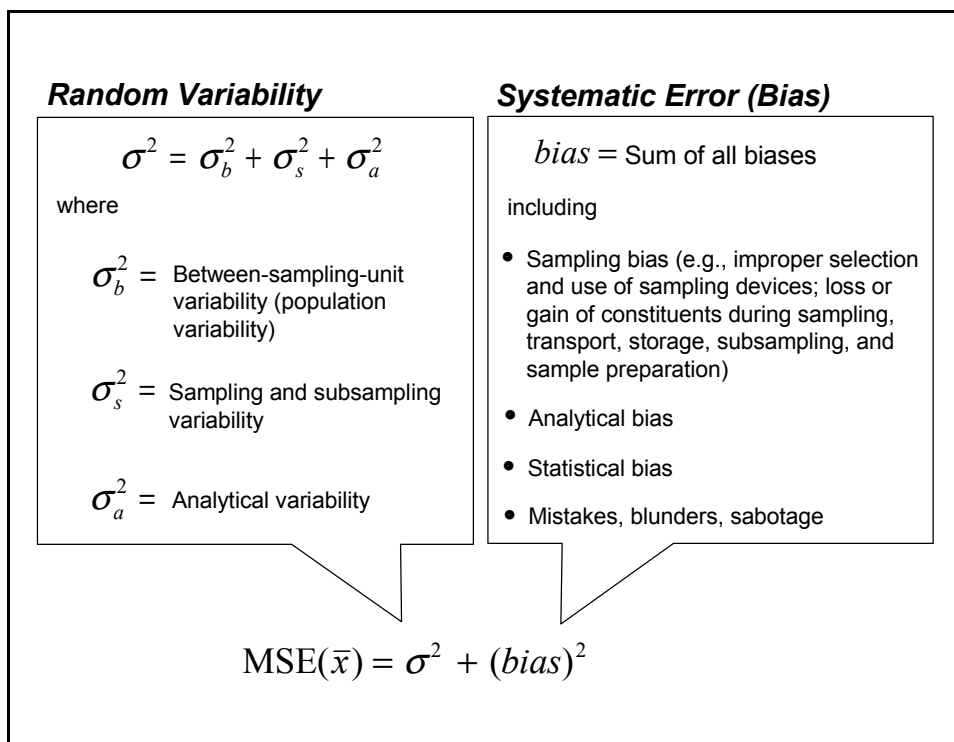 Random Variability
σ² = σ_b² + σ_s² + σ_a²
where
σ_b² = Between-sampling-unit
variability (population
variability)
σ_s² = Sampling and subsampling
variability
σ_a² = Analytical variability
Systematic Error (Bias)
bias = Sum of all biases
including
• Sampling bias (e.g., improper selection
and use of sampling devices; loss or
gain of constituents during sampling,
transport, storage, subsampling, and
sample preparation)
• Analytical bias
• Statistical bias
• Mistakes, blunders, sabotage
MSE(x̄) = σ² + (bias)²